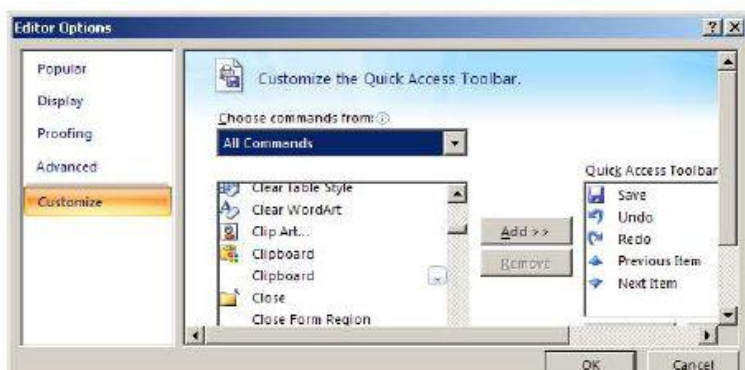 Editor Options
Popular
Display
Proofing
Advanced
Customize
Customize the Quick Access Toolbar.
Choose commands from:
All Commands
Clear Table Style
Clear WordArt
Clip Art...
Clipboard
Clipboard
Close
Close Form Region
Add >>
Remove
Quick Access Toolbar
Save
Undo
Redo
Previous Item
Next Item
OK
Cancel